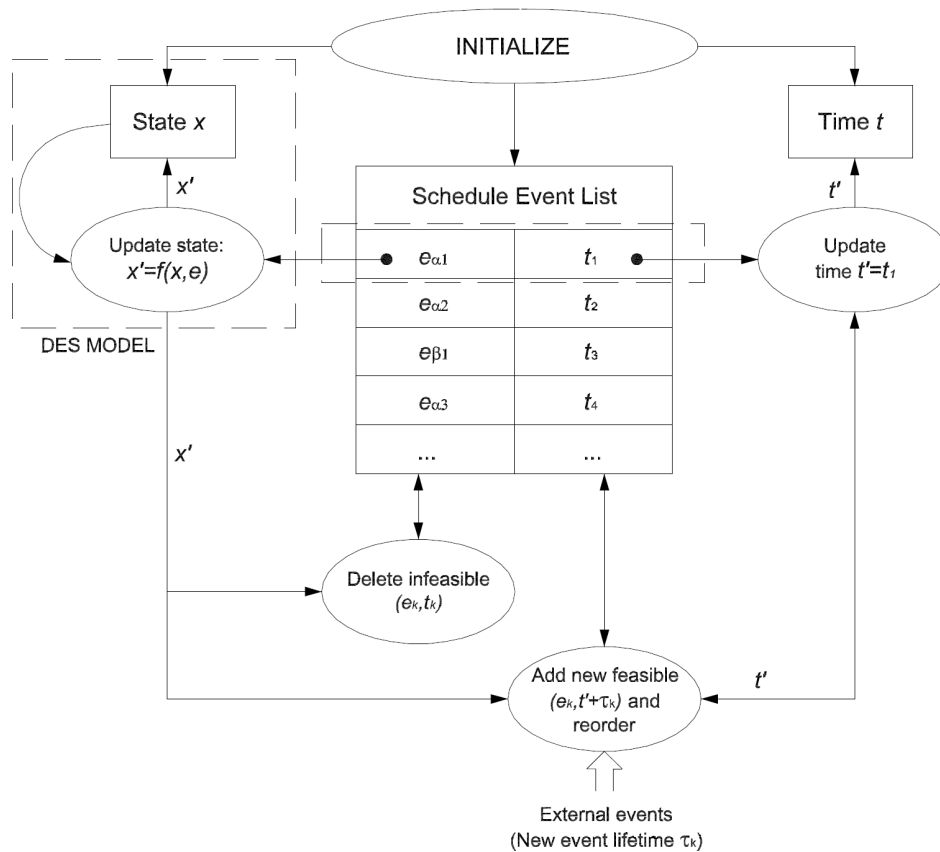 INITIALIZE
State x
Time t
x'
t'
Schedule Event List
Update state:
x'=f(x,e)
eα1 t1
Update
time t'=t1
eα2 t2
DES MODEL
eβ1 t3
eα3 t4
... ...
x'
Delete infeasible
(ek,tk)
Add new feasible
(ek,t'+τk) and
reorder
t'
External events
(New event lifetime τk)